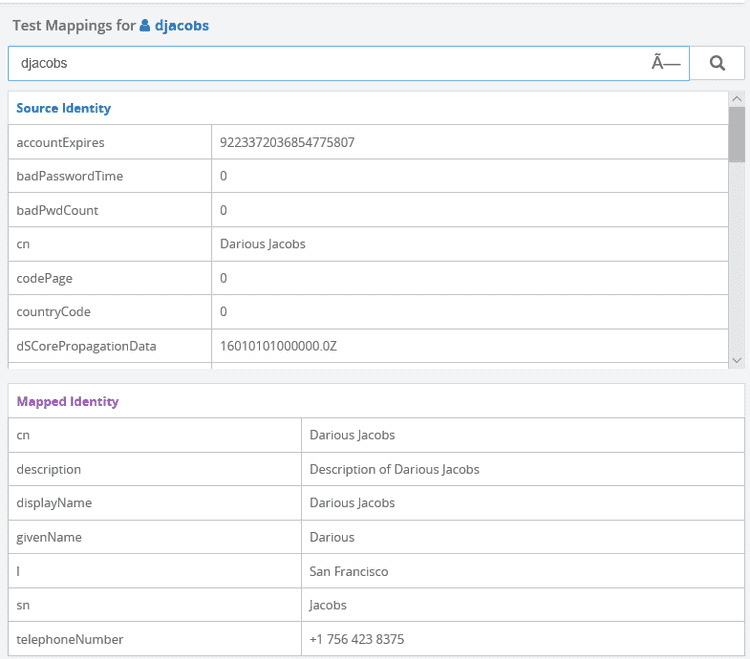 Test Mappings for djacobs
djacobs Ã—
Source Identity
accountExpires 9223372036854775807
badPasswordTime 0
badPwdCount 0
cn Darious Jacobs
codePage 0
countryCode 0
dSCorePropagationData 16010101000000.0Z
Mapped Identity
cn Darious Jacobs
description Description of Darious Jacobs
displayName Darious Jacobs
givenName Darious
l San Francisco
sn Jacobs
telephoneNumber +1 756 423 8375